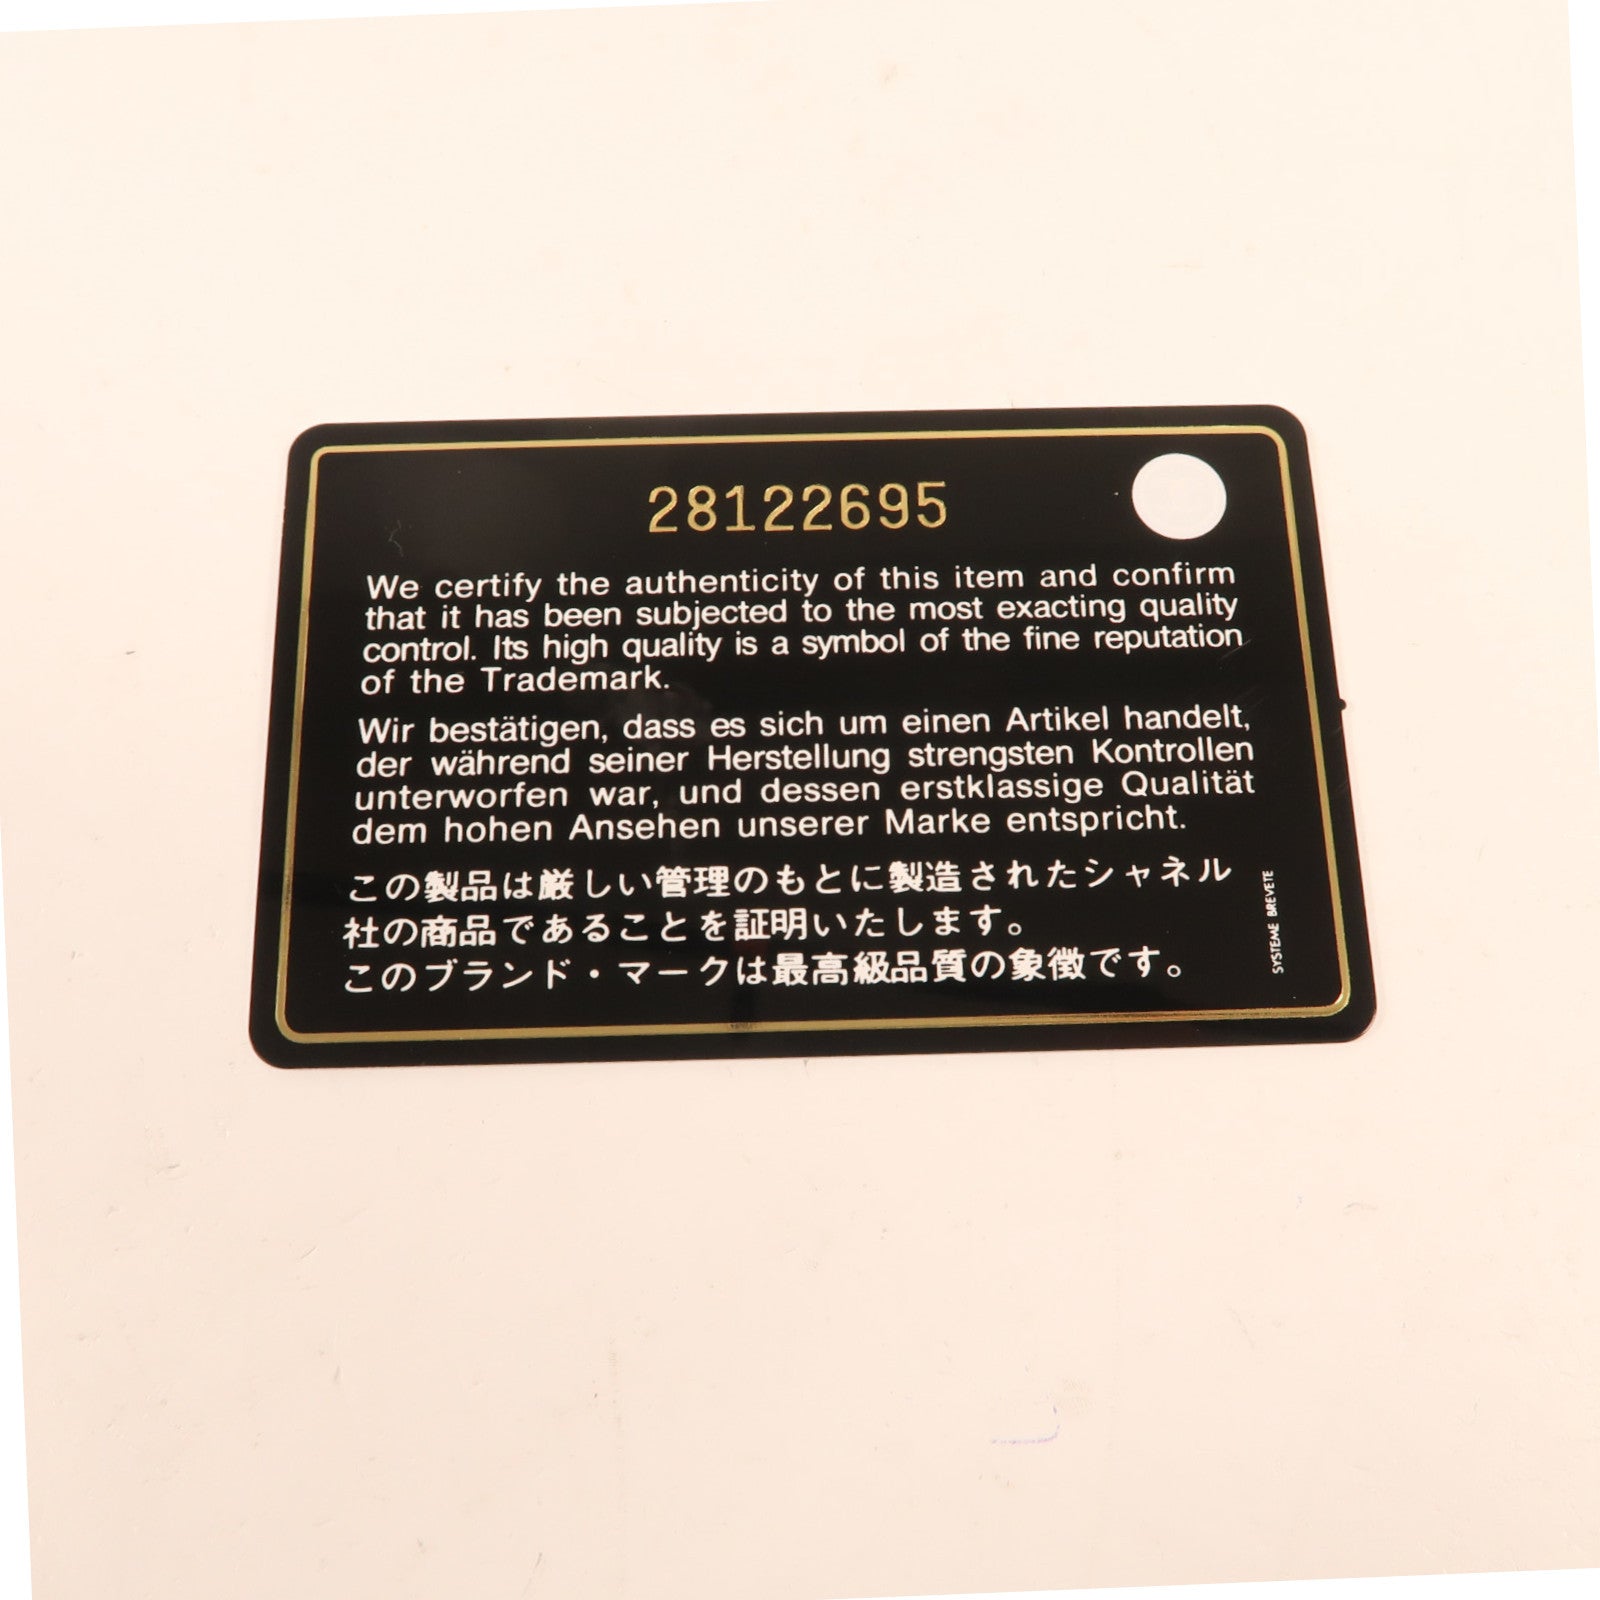 28122695
We certify the authenticity of this item and confirm
that it has been subjected to the most exacting quality
control. Its high quality is a symbol of the fine reputation
of the Trademark.
Wir bestätigen, dass es sich um einen Artikel handelt,
der während seiner Herstellung strengsten Kontrollen
unterworfen war, und dessen erstklassige Qualität
dem hohen Ansehen unserer Marke entspricht.
この製品は厳しい管理のもとに製造されたシャネル
社の商品であることを証明いたします。
このブランド・マークは最高級品質の象徴です。
SYSTEME BREVETE